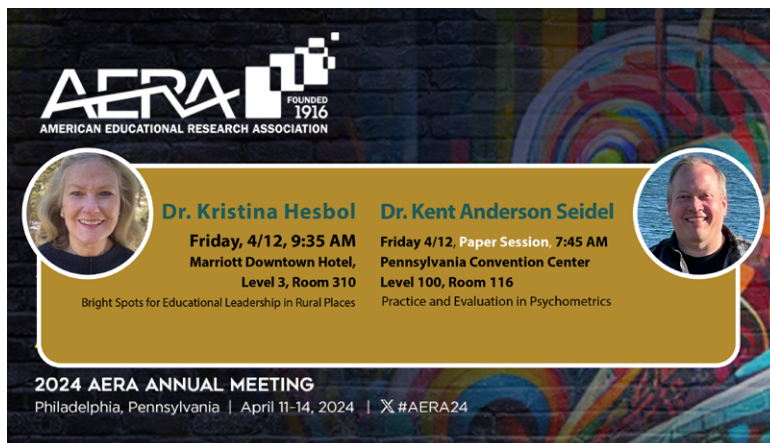 AERA
FOUNDED
1916
AMERICAN EDUCATIONAL RESEARCH ASSOCIATION
Dr. Kristina Hesbol
Friday, 4/12, 9:35 AM
Marriott Downtown Hotel,
Level 3, Room 310
Bright Spots for Educational Leadership in Rural Places
Dr. Kent Anderson Seidel
Friday 4/12, Paper Session, 7:45 AM
Pennsylvania Convention Center
Level 100, Room 116
Practice and Evaluation in Psychometrics
2024 AERA ANNUAL MEETING
Philadelphia, Pennsylvania | April 11–14, 2024 | X #AERA24